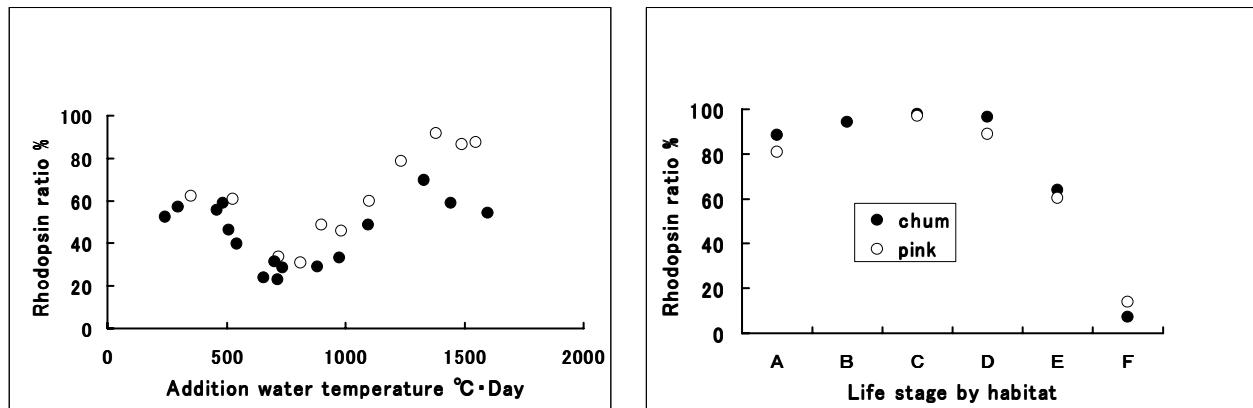 100
80
60
40
20
0
Rhodopsin ratio %
0 500 1000 1500 2000
Addition water temperature ℃・Day
100
80
60
40
20
0
Rhodopsin ratio %
chum
pink
A B C D E F
Life stage by habitat